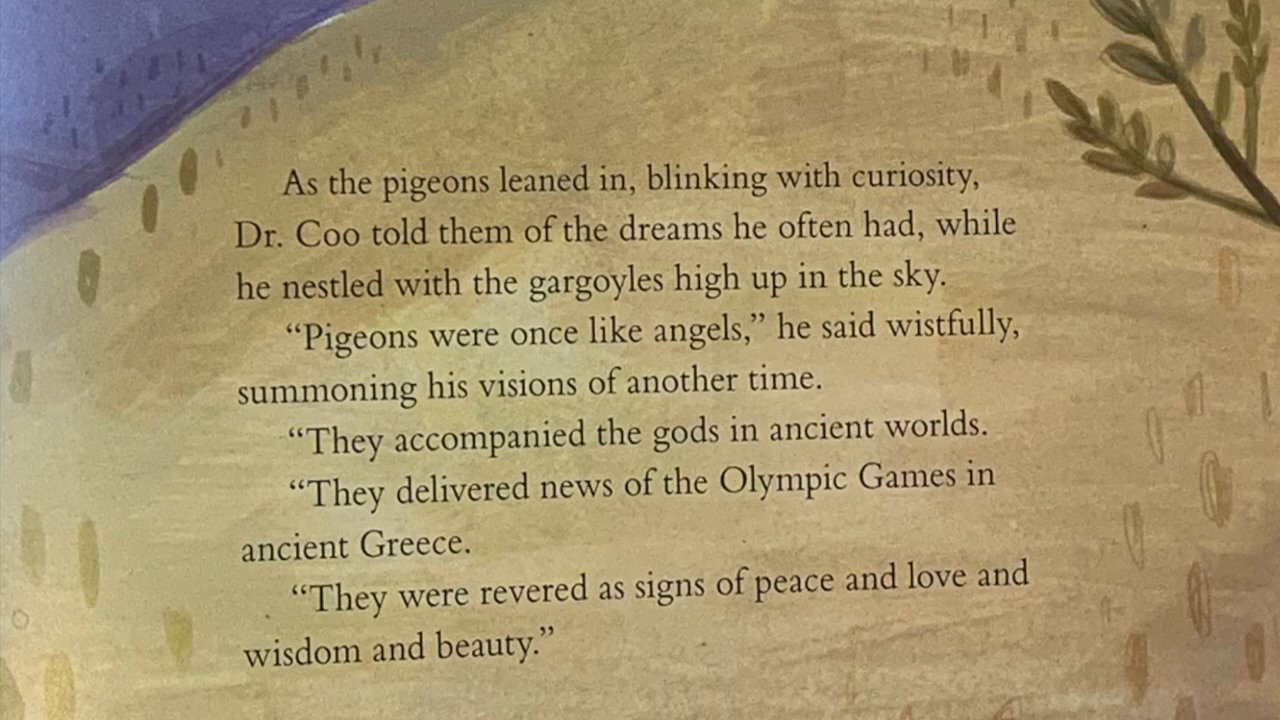 As the pigeons leaned in, blinking with curiosity,
Dr. Coo told them of the dreams he often had, while
he nestled with the gargoyles high up in the sky.
“Pigeons were once like angels,” he said wistfully,
summoning his visions of another time.
“They accompanied the gods in ancient worlds.
“They delivered news of the Olympic Games in
ancient Greece.
“They were revered as signs of peace and love and
wisdom and beauty.”